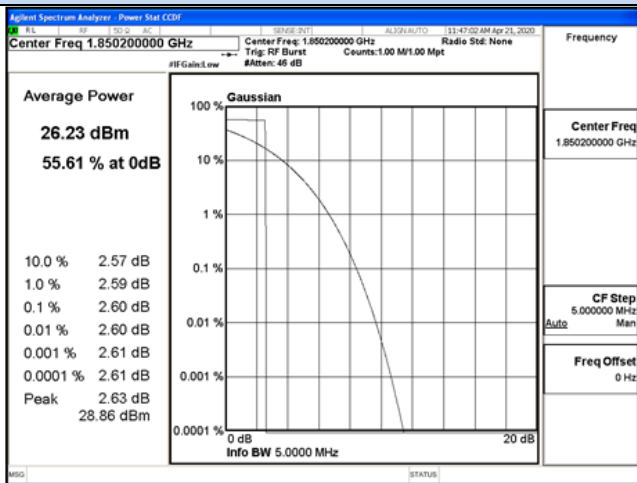 Agilent Spectrum Analyzer - Power Stat CCDF
RL RF 50 Ω AC SENSE:INT ALIGN AUTO 11:47:02 AM Apr 21, 2020
Center Freq 1.850200000 GHz
Center Freq: 1.850200000 GHz Radio Std: None
Trig: RF Burst Counts:1.00 M/1.00 Mpt
#IFGain:Low #Atten: 46 dB
Frequency
Average Power
26.23 dBm
55.61 % at 0dB
10.0 % 2.57 dB
1.0 % 2.59 dB
0.1 % 2.60 dB
0.01 % 2.60 dB
0.001 % 2.61 dB
0.0001 % 2.61 dB
Peak 2.63 dB
28.86 dBm
Gaussian
100 %
10 %
1 %
0.1 %
0.01 %
0.001 %
0.0001 %
0 dB 20 dB
Info BW 5.0000 MHz
Center Freq
1.850200000 GHz
CF Step
5.000000 MHz
Auto Man
Freq Offset
0 Hz
MSG STATUS